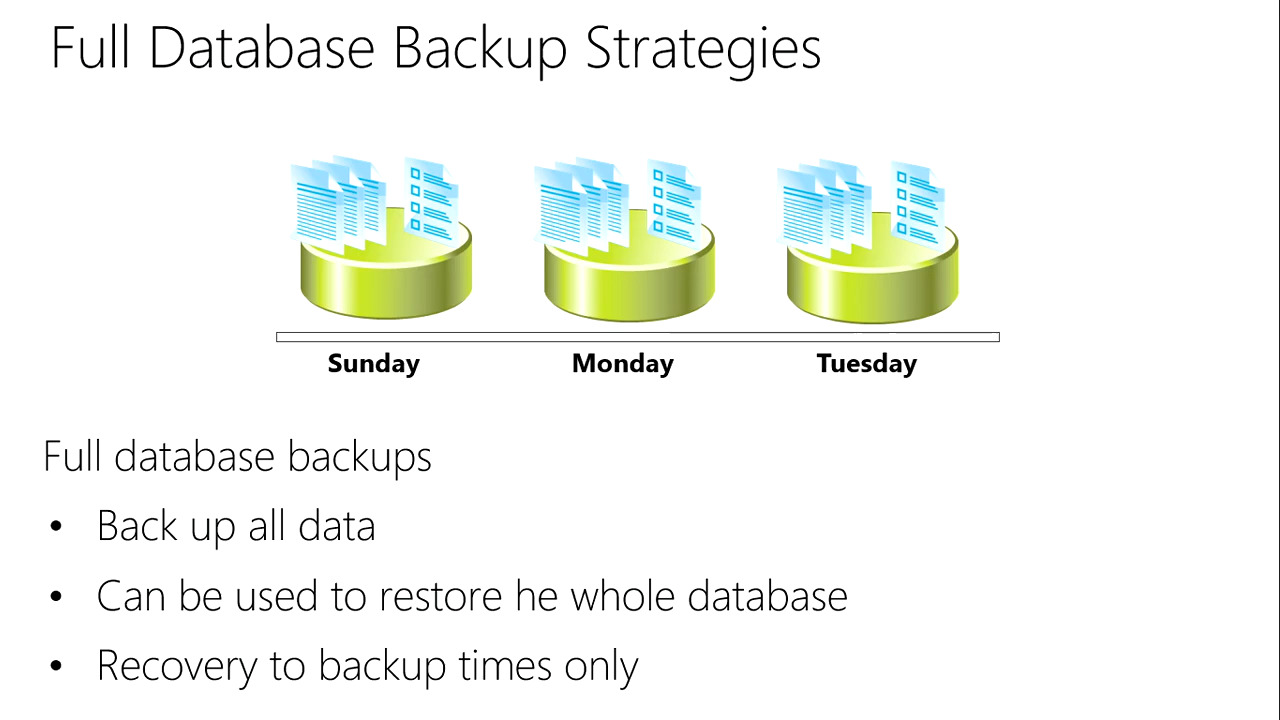 Full Database Backup Strategies
Sunday Monday Tuesday
Full database backups
• Back up all data
• Can be used to restore he whole database
• Recovery to backup times only